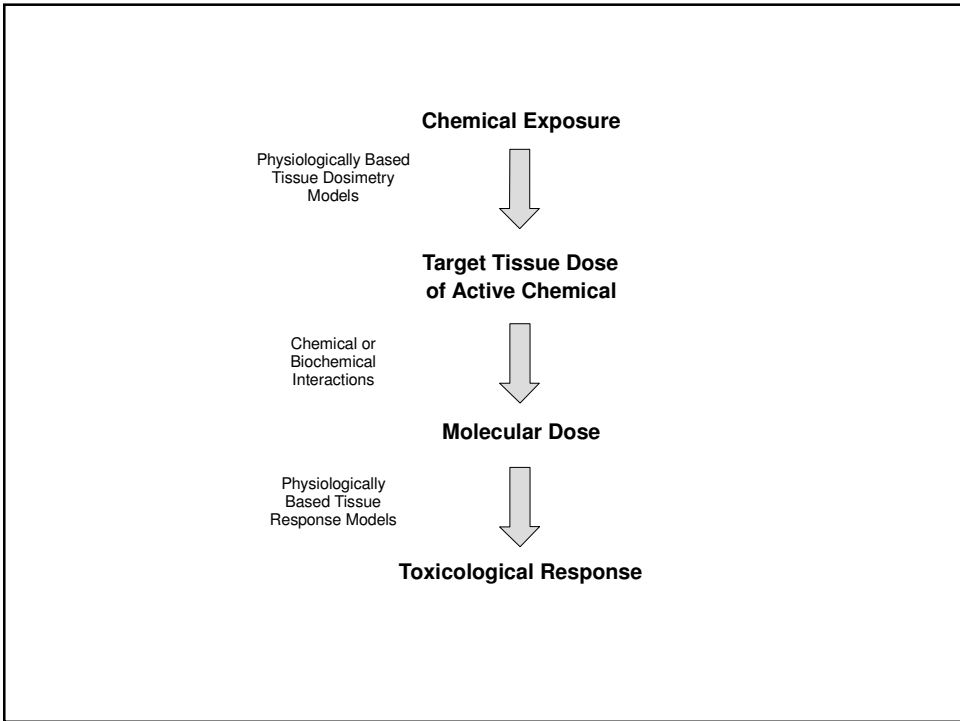 Chemical Exposure
Physiologically Based
Tissue Dosimetry
Models
Target Tissue Dose
of Active Chemical
Chemical or
Biochemical
Interactions
Molecular Dose
Physiologically
Based Tissue
Response Models
Toxicological Response